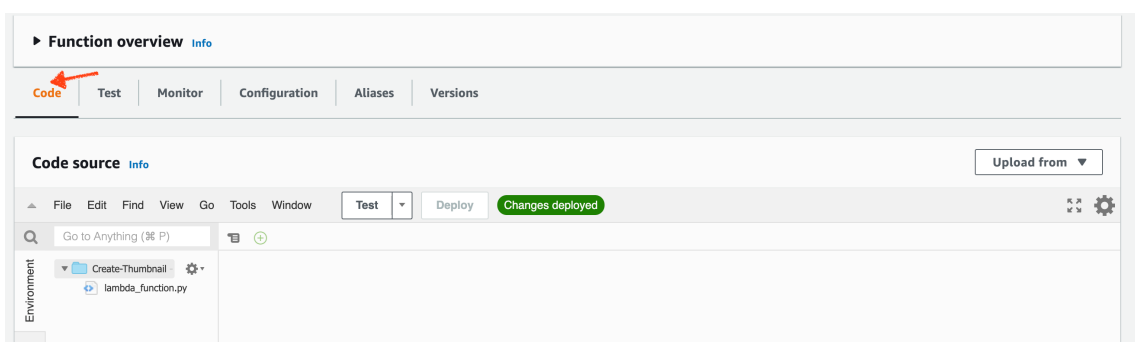 Function overview Info
Code Test Monitor Configuration Aliases Versions
Code source Info
Upload from
File Edit Find View Go Tools Window Test Deploy Changes deployed
Go to Anything (⌘ P)
Environment
Create-Thumbnail
lambda_function.py